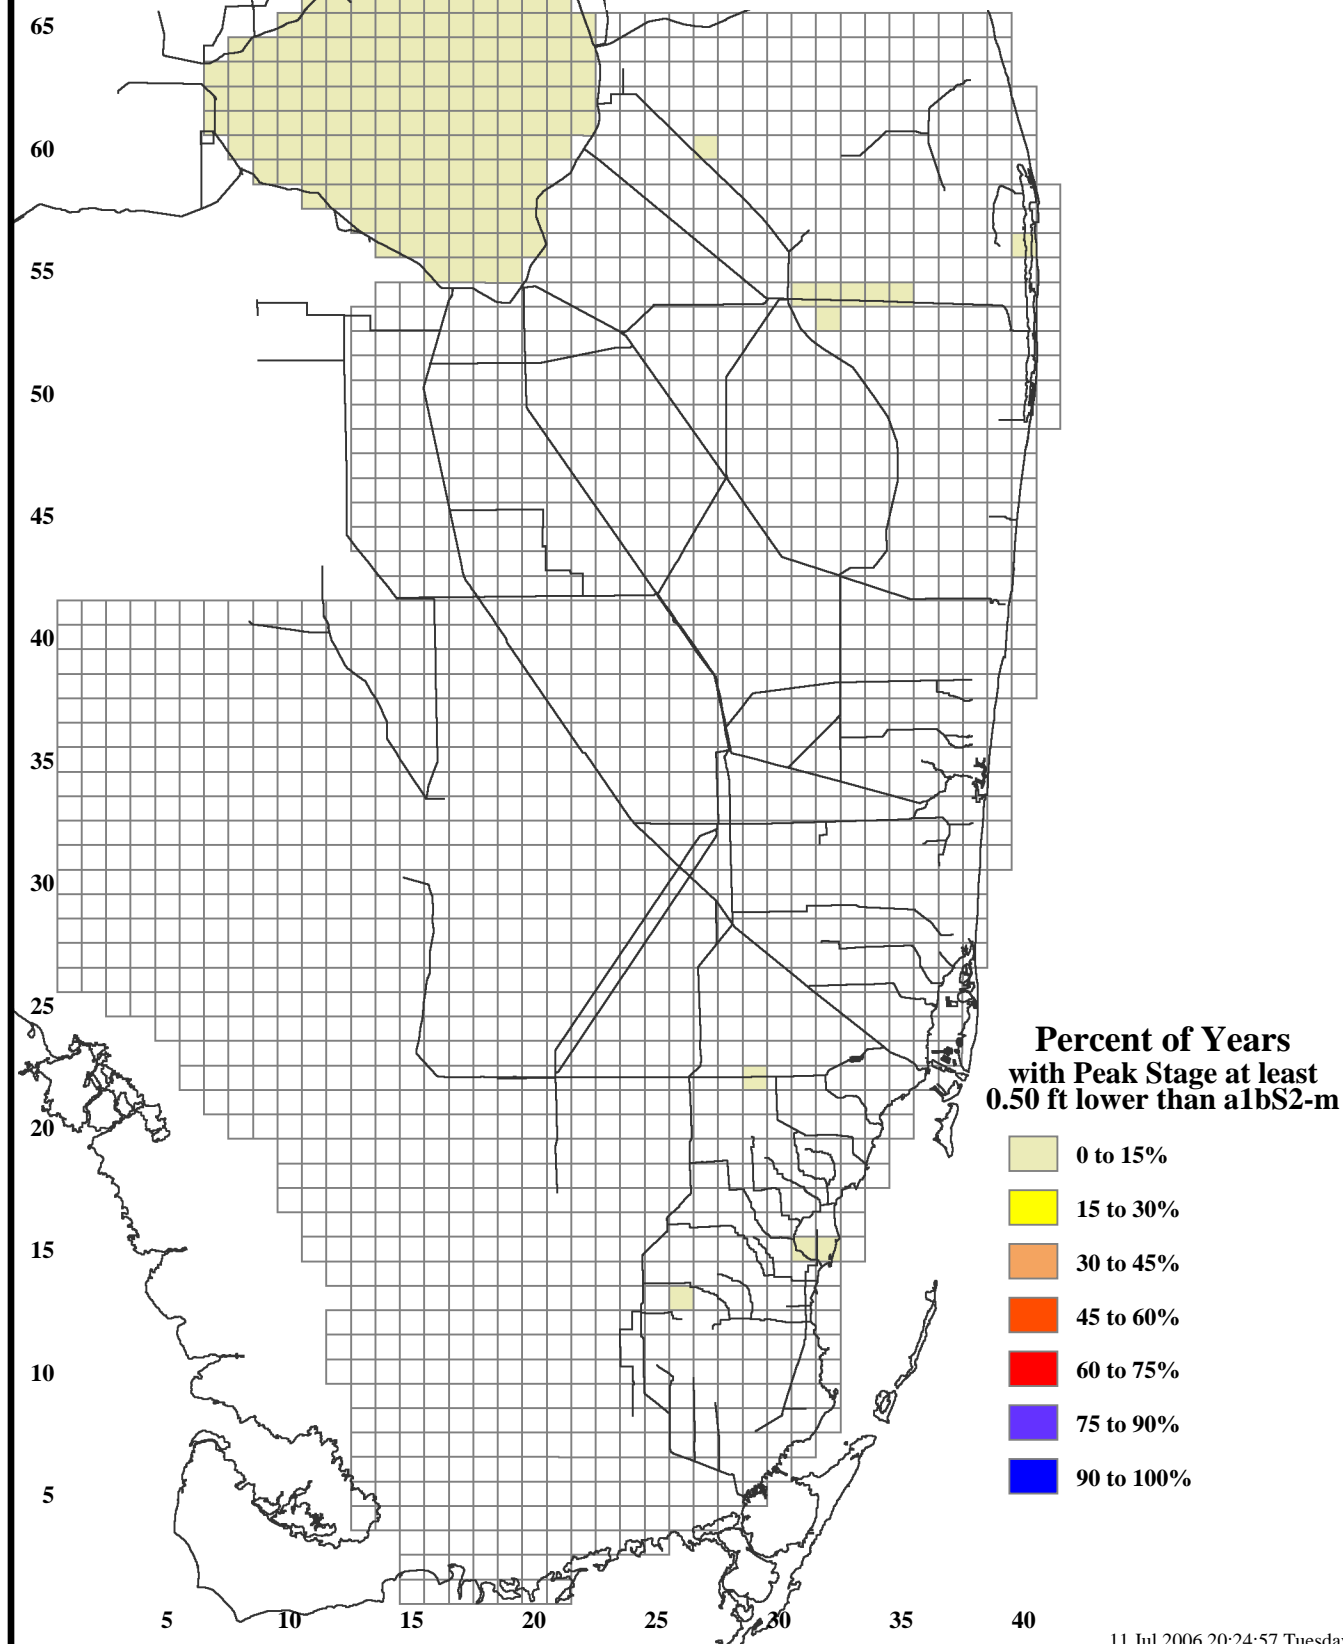 65
60
55
50
45
40
35
30
25
20
15
10
5
5 10 15 20 25 30 35 40
Percent of Years
with Peak Stage at least
0.50 ft lower than a1bS2-m
0 to 15%
15 to 30%
30 to 45%
45 to 60%
60 to 75%
75 to 90%
90 to 100%
11 Jul 2006 20:24:57 Tuesday